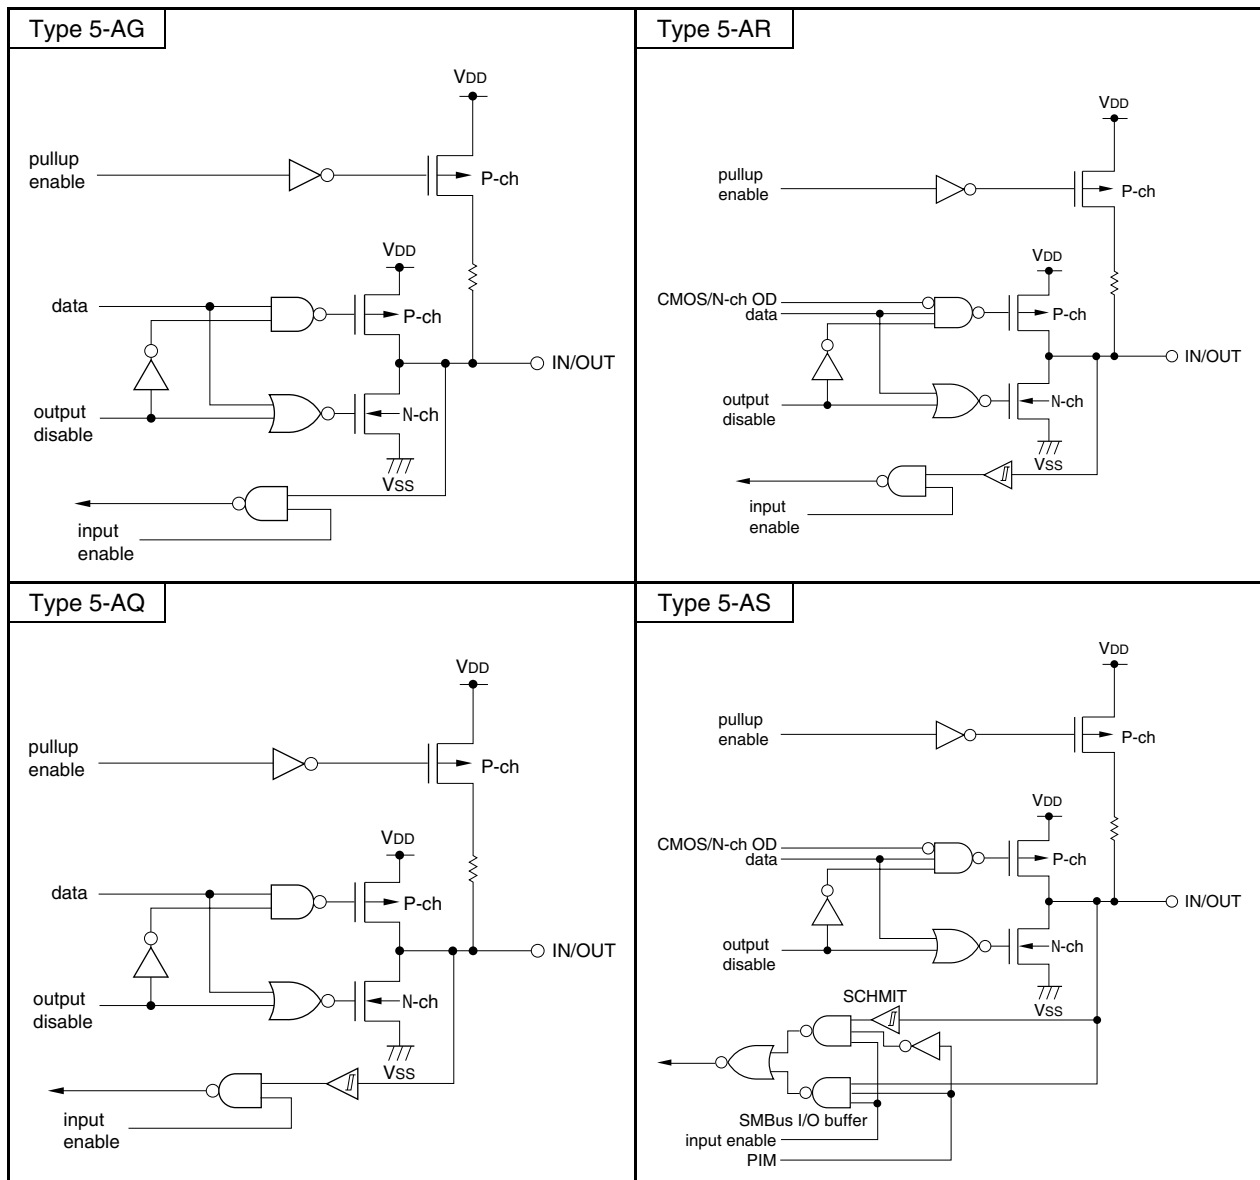 Type 5-AG
VDD
pullup
enable
P-ch
VDD
data
P-ch
IN/OUT
output
disable
N-ch
VSS
input
enable
Type 5-AR
VDD
pullup
enable
P-ch
VDD
CMOS/N-ch OD
data
P-ch
IN/OUT
output
disable
N-ch
VSS
input
enable
Type 5-AQ
VDD
pullup
enable
P-ch
VDD
data
P-ch
IN/OUT
output
disable
N-ch
VSS
input
enable
Type 5-AS
VDD
pullup
enable
P-ch
VDD
CMOS/N-ch OD
data
P-ch
IN/OUT
output
disable
N-ch
VSS
SCHMIT
SMBus I/O buffer
input enable
PIM